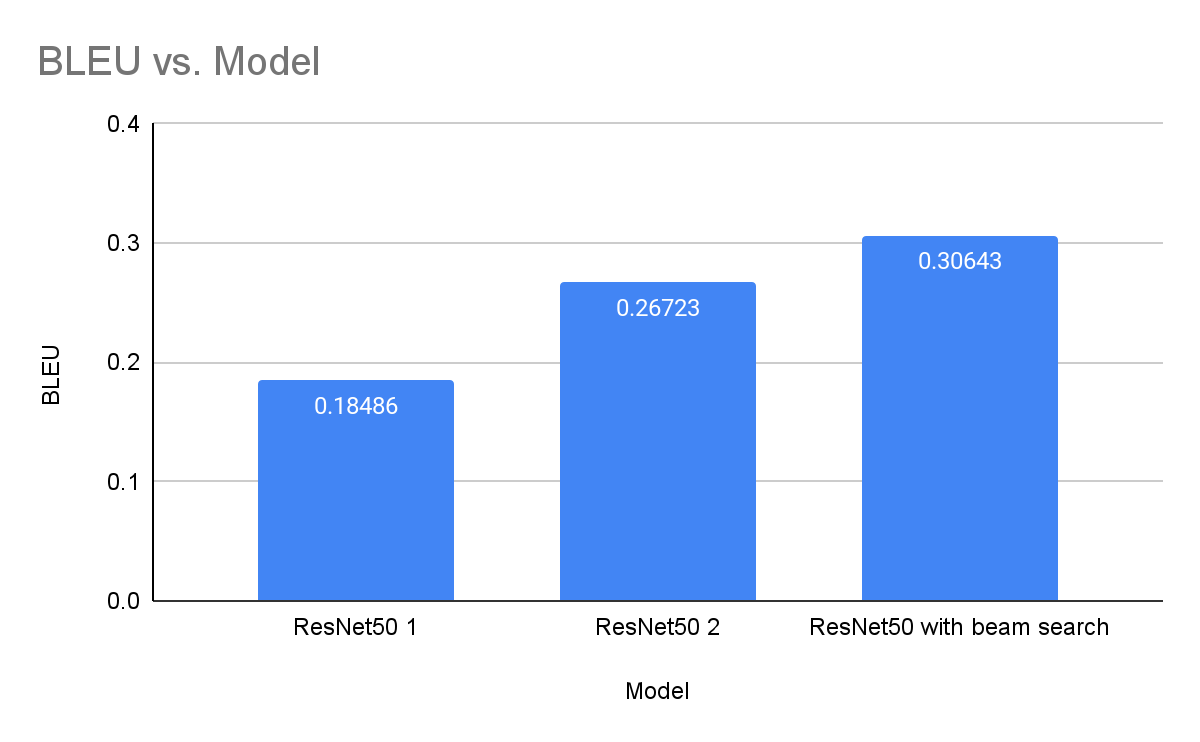 BLEU vs. Model
0.4
0.3
0.2
0.1
0.0
BLEU
0.18486
0.26723
0.30643
ResNet50 1
ResNet50 2
ResNet50 with beam search
Model